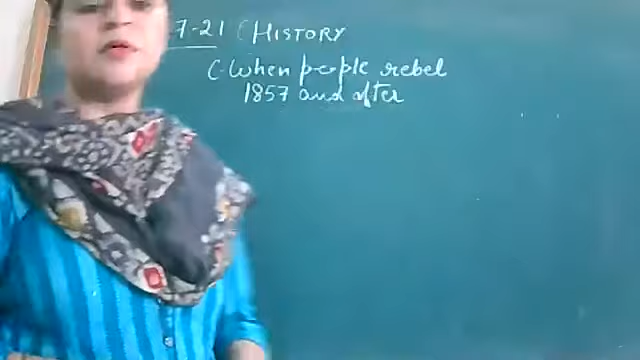 7-21 (HISTORY
(-When people rebel
1857 and after